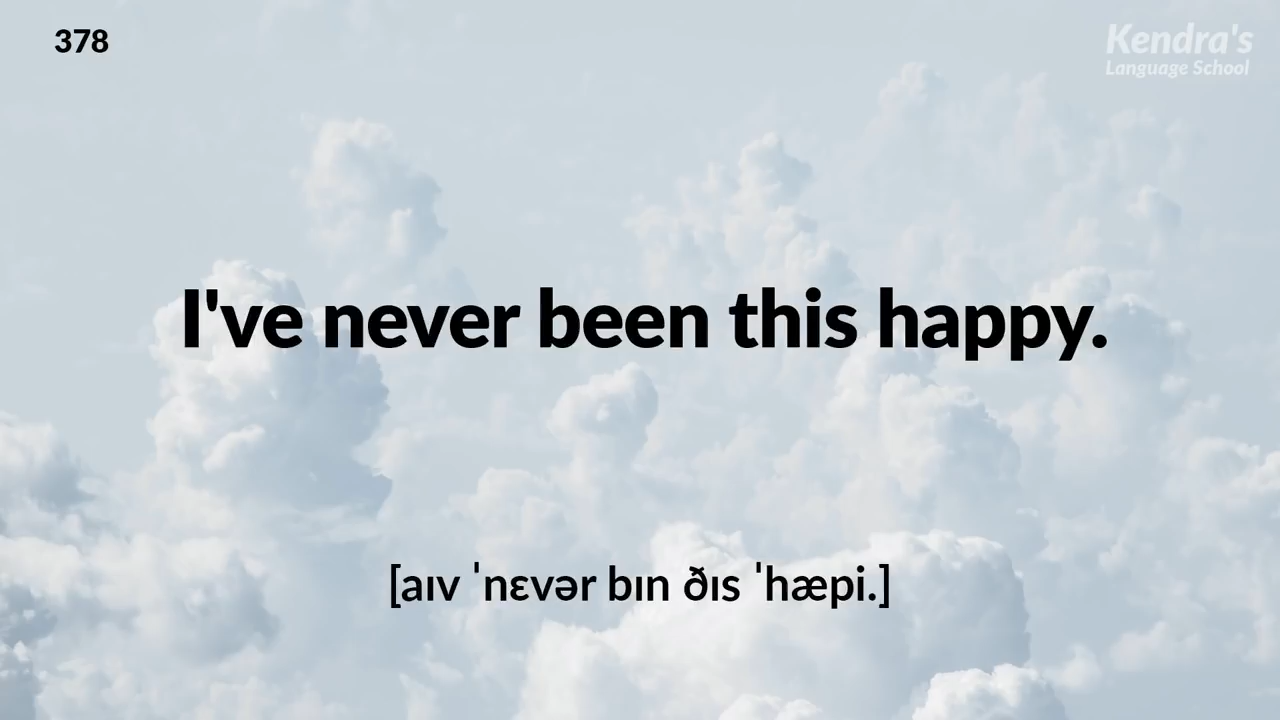 378
Kendra's
Language School
I've never been this happy.
[aɪv ˈnɛvər bɪn ðɪs ˈhæpi.]